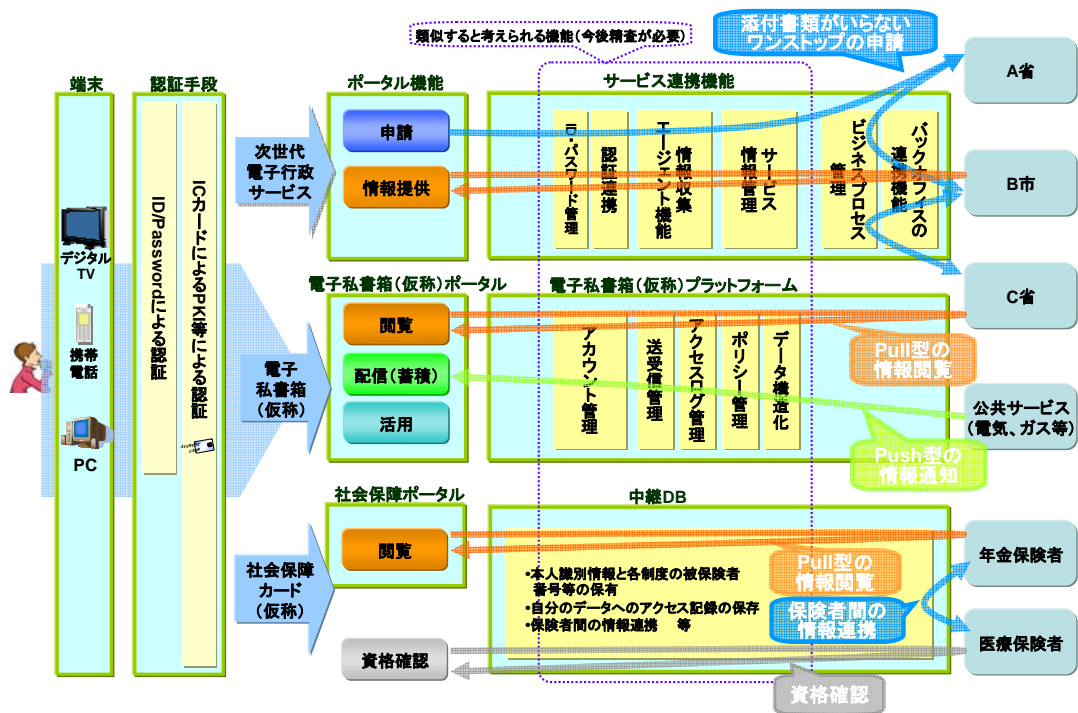 類似すると考えられる機能（今後精査が必要）
添付書類がいらない
ワンストップの申請
端末
認証手段
ポータル機能
サービス連携機能
デジタル
TV
携帯
電話
PC
ID/Passwordによる認証
ICカードによるPKI等による認証
次世代
電子行政
サービス
申請
情報提供
ID・パスワード管理
認証連携
情報収集
エージェント機能
サービス
情報管理
ビジネスプロセス
管理
バックオフィスの
連携機能
A省
B市
C省
電子私書箱（仮称）ポータル
電子私書箱（仮称）プラットフォーム
電子
私書箱
（仮称）
閲覧
配信（蓄積）
活用
アカウント管理
送受信管理
アクセスログ管理
ポリシー管理
データ構造化
Pull型の
情報閲覧
公共サービス
（電気、ガス等）
Push型の
情報通知
社会保障ポータル
中継DB
社会保障
カード
（仮称）
閲覧
・本人識別情報と各制度の被保険者
番号等の保有
・自分のデータへのアクセス記録の保存
・保険者間の情報連携　等
Pull型の
情報閲覧
保険者間の
情報連携
年金保険者
医療保険者
資格確認
資格確認